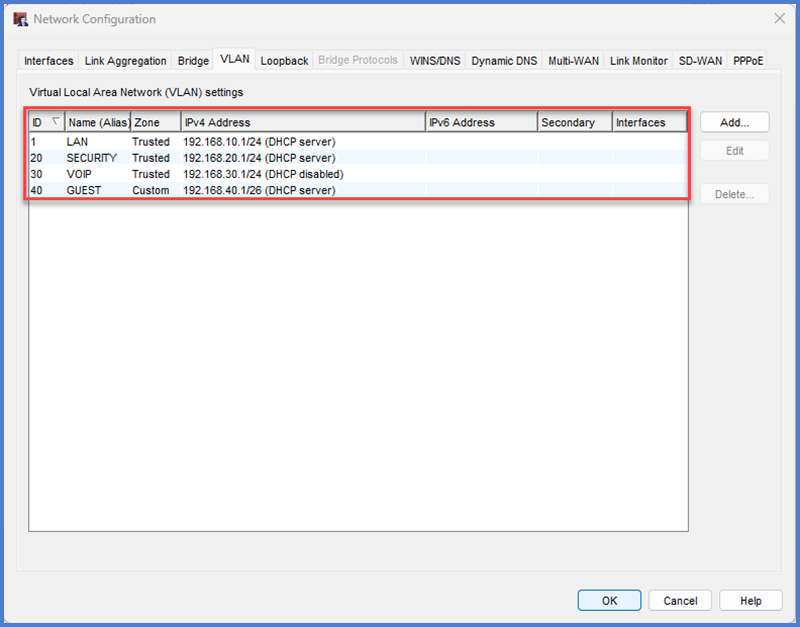 Network Configuration
Interfaces Link Aggregation Bridge VLAN Loopback Bridge Protocols WINS/DNS Dynamic DNS Multi-WAN Link Monitor SD-WAN PPPoE
Virtual Local Area Network (VLAN) settings
ID Name (Alias) Zone IPv4 Address IPv6 Address Secondary Interfaces
1 LAN Trusted 192.168.10.1/24 (DHCP server)
20 SECURITY Trusted 192.168.20.1/24 (DHCP server)
30 VOIP Trusted 192.168.30.1/24 (DHCP disabled)
40 GUEST Custom 192.168.40.1/26 (DHCP server)
Add...
Edit
Delete...
OK Cancel Help